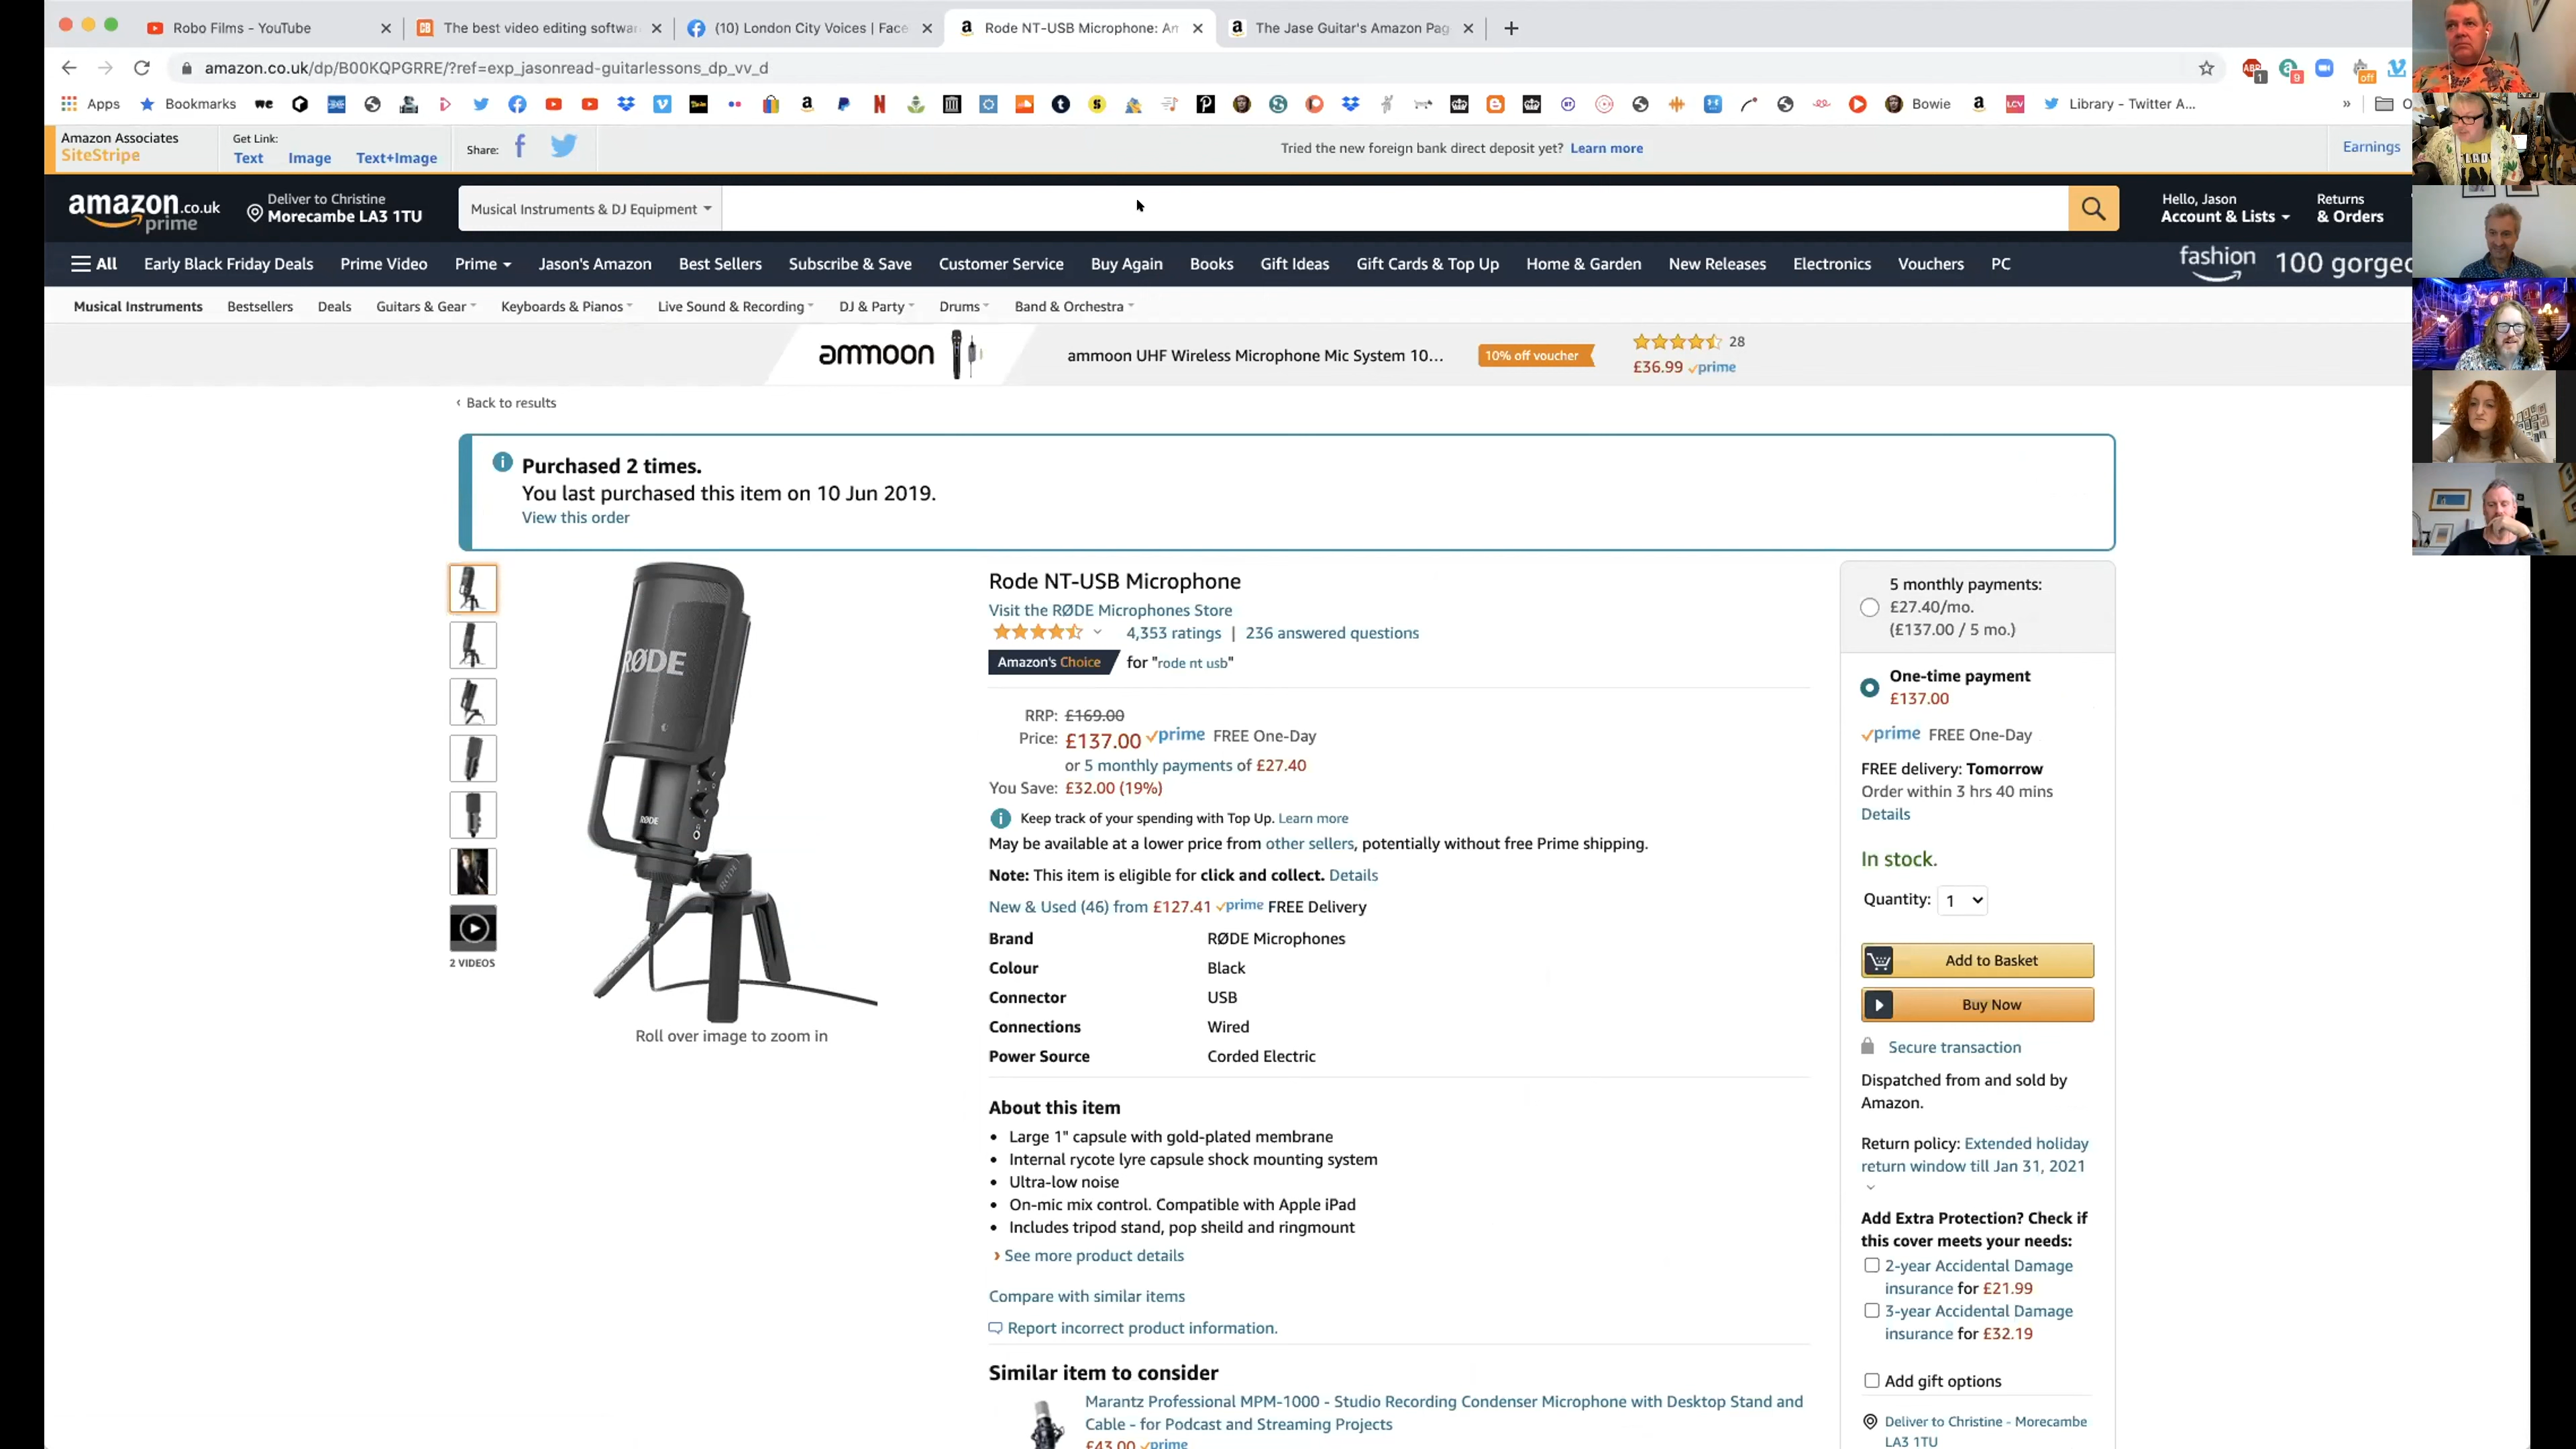 Robo Films - YouTube
The best video editing softwar
(10) London City Voices | Face
Rode NT-USB Microphone: Am
The Jase Guitar's Amazon Pag
amazon.co.uk/dp/B00KQPGRRE/?ref=exp_jasonread-guitarlessons_dp_vv_d
Apps
Bookmarks
Bowie
Library - Twitter A...
Amazon Associates
SiteStripe
Get Link:
Text Image Text+Image
Share:
Tried the new foreign bank direct deposit yet? Learn more
Earnings
amazon.co.uk
prime
Deliver to Christine
Morecambe LA3 1TU
Musical Instruments & DJ Equipment
Hello, Jason
Account & Lists
Returns
& Orders
All Early Black Friday Deals Prime Video Prime Jason's Amazon Best Sellers Subscribe & Save Customer Service Buy Again Books Gift Ideas Gift Cards & Top Up Home & Garden New Releases Electronics Vouchers PC
fashion 100 gorgeo
Musical Instruments Bestsellers Deals Guitars & Gear Keyboards & Pianos Live Sound & Recording DJ & Party Drums Band & Orchestra
ammoon
ammoon UHF Wireless Microphone Mic System 10...
10% off voucher
28
£36.99 prime
‹ Back to results
Purchased 2 times.
You last purchased this item on 10 Jun 2019.
View this order
RØDE
RØDE
2 VIDEOS
Roll over image to zoom in
Rode NT-USB Microphone
Visit the RØDE Microphones Store
4,353 ratings | 236 answered questions
Amazon's Choice for "rode nt usb"
RRP: £169.00
Price: £137.00 prime FREE One-Day
or 5 monthly payments of £27.40
You Save: £32.00 (19%)
Keep track of your spending with Top Up. Learn more
May be available at a lower price from other sellers, potentially without free Prime shipping.
Note: This item is eligible for click and collect. Details
New & Used (46) from £127.41 prime FREE Delivery
Brand RØDE Microphones
Colour Black
Connector USB
Connections Wired
Power Source Corded Electric
About this item
• Large 1" capsule with gold-plated membrane
• Internal rycote lyre capsule shock mounting system
• Ultra-low noise
• On-mic mix control. Compatible with Apple iPad
• Includes tripod stand, pop sheild and ringmount
› See more product details
Compare with similar items
Report incorrect product information.
Similar item to consider
Marantz Professional MPM-1000 - Studio Recording Condenser Microphone with Desktop Stand and
Cable - for Podcast and Streaming Projects
£43.00 prime
5 monthly payments:
£27.40/mo.
(£137.00 / 5 mo.)
One-time payment
£137.00
prime FREE One-Day
FREE delivery: Tomorrow
Order within 3 hrs 40 mins
Details
In stock.
Quantity: 1
Add to Basket
Buy Now
Secure transaction
Dispatched from and sold by
Amazon.
Return policy: Extended holiday
return window till Jan 31, 2021
Add Extra Protection? Check if
this cover meets your needs:
2-year Accidental Damage
insurance for £21.99
3-year Accidental Damage
insurance for £32.19
Add gift options
Deliver to Christine - Morecambe
LA3 1TU